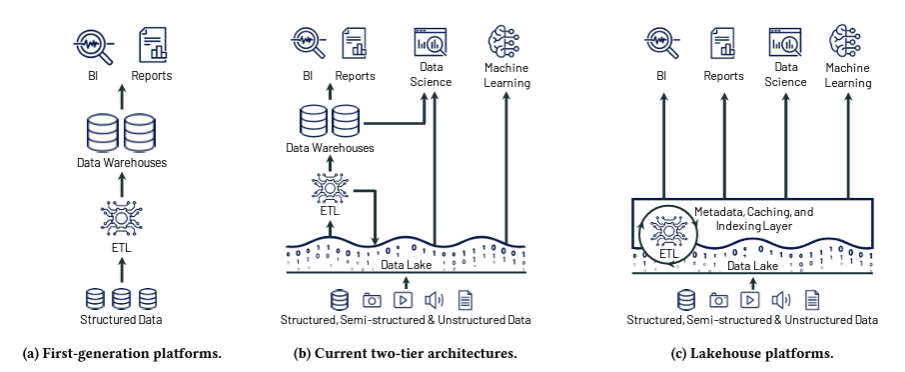 BI
Reports
Data Warehouses
ETL
Structured Data
(a) First-generation platforms.
BI
Reports
Data
Science
Machine
Learning
Data Warehouses
ETL
Data Lake
Structured, Semi-structured & Unstructured Data
(b) Current two-tier architectures.
BI
Reports
Data
Science
Machine
Learning
Metadata, Caching, and
Indexing Layer
ETL
Data Lake
Structured, Semi-structured & Unstructured Data
(c) Lakehouse platforms.